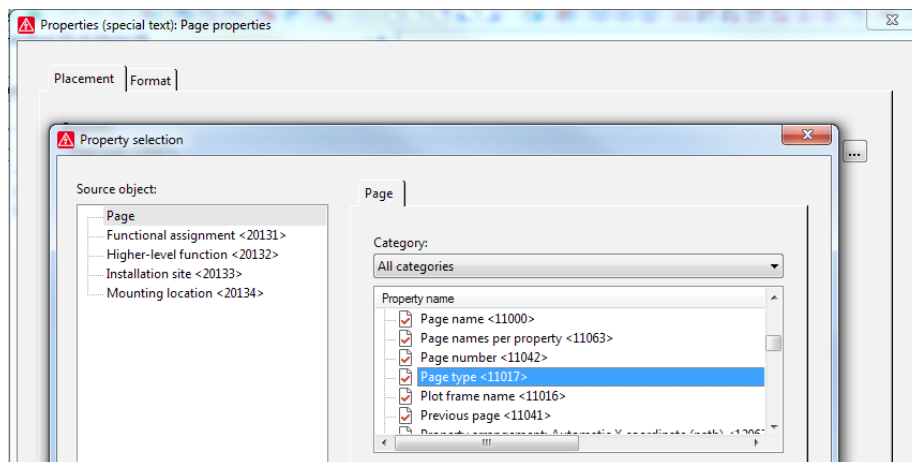 Properties (special text): Page properties
Placement
Format
Property selection
...
Source object:
Page
Page
Functional assignment <20131>
Higher-level function <20132>
Category:
Installation site <20133>
All categories
Mounting location <20134>
Property name
Page name <11000>
Page names per property <11063>
Page number <11042>
Page type <11017>
Plot frame name <11016>
Previous page <11041>